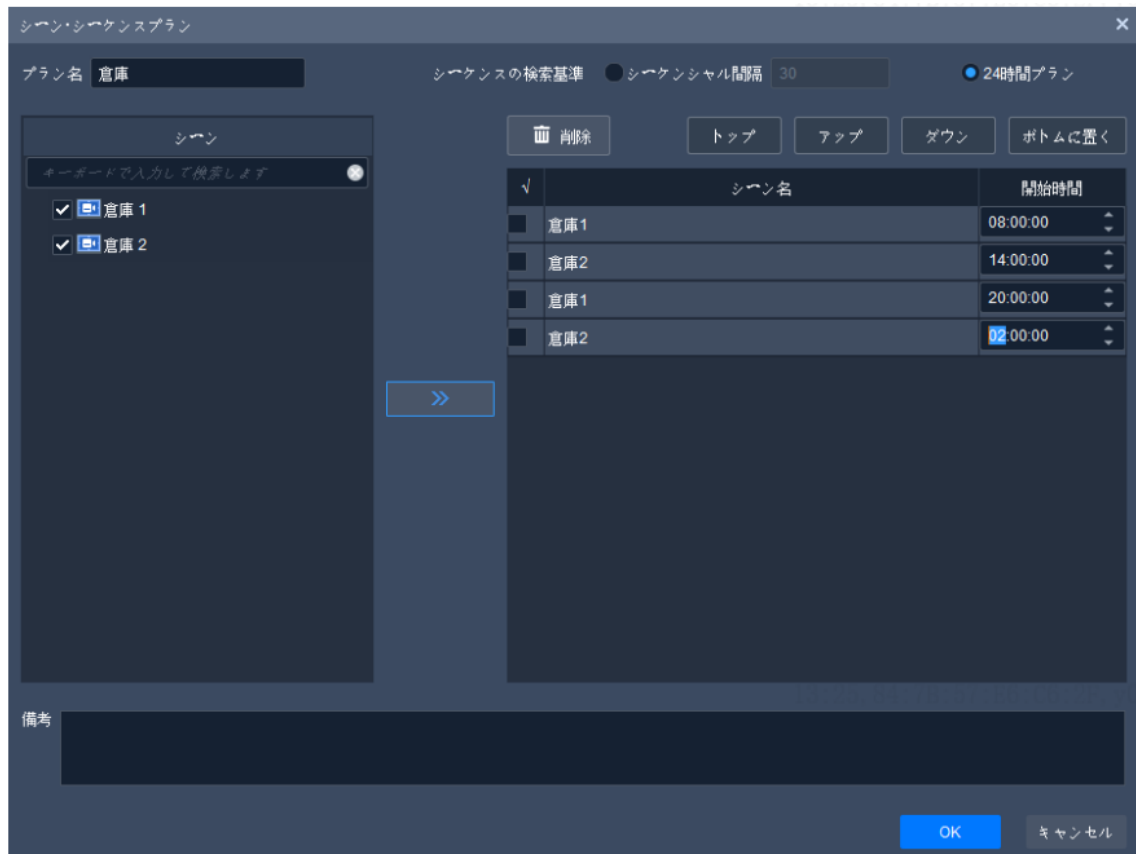 シーン・シーケンスプラン
プラン名 倉庫 シーケンスの検索基準 シーケンシャル間隔 30 24時間プラン
シーン
キーボードで入力して検索します
倉庫 1
倉庫 2
削除 トップ アップ ダウン ボトムに置く
√ シーン名 開始時間
倉庫1 08:00:00
倉庫2 14:00:00
倉庫1 20:00:00
倉庫2 02:00:00
備考
OK キャンセル